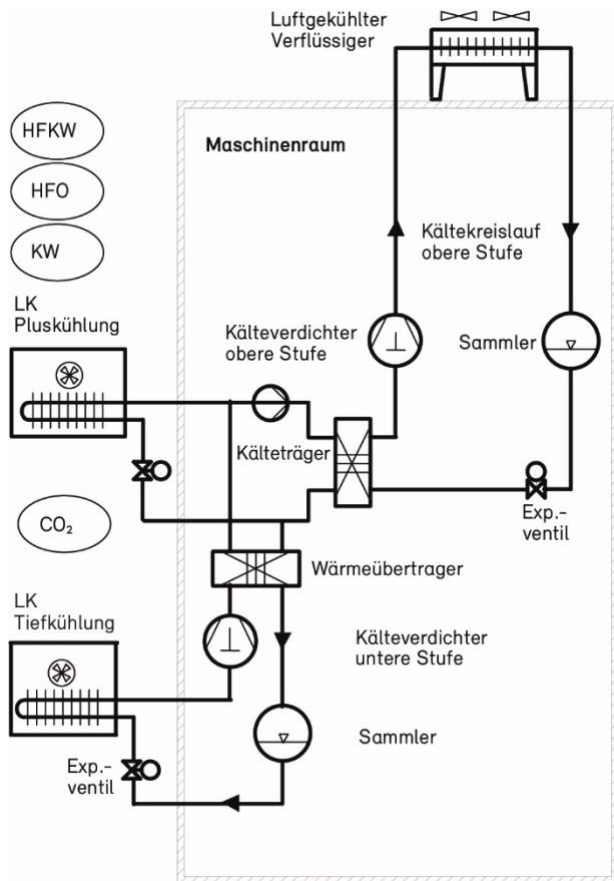 Luftgekühlter
Verflüssiger
HFKW
Maschinenraum
HFO
KW
Kältekreislauf
obere Stufe
LK
Pluskühlung
Kälteverdichter
obere Stufe
Sammler
Kälteträger
Exp.-
ventil
CO₂
Wärmeübertrager
LK
Tiefkühlung
Kälteverdichter
untere Stufe
Sammler
Exp.-
ventil